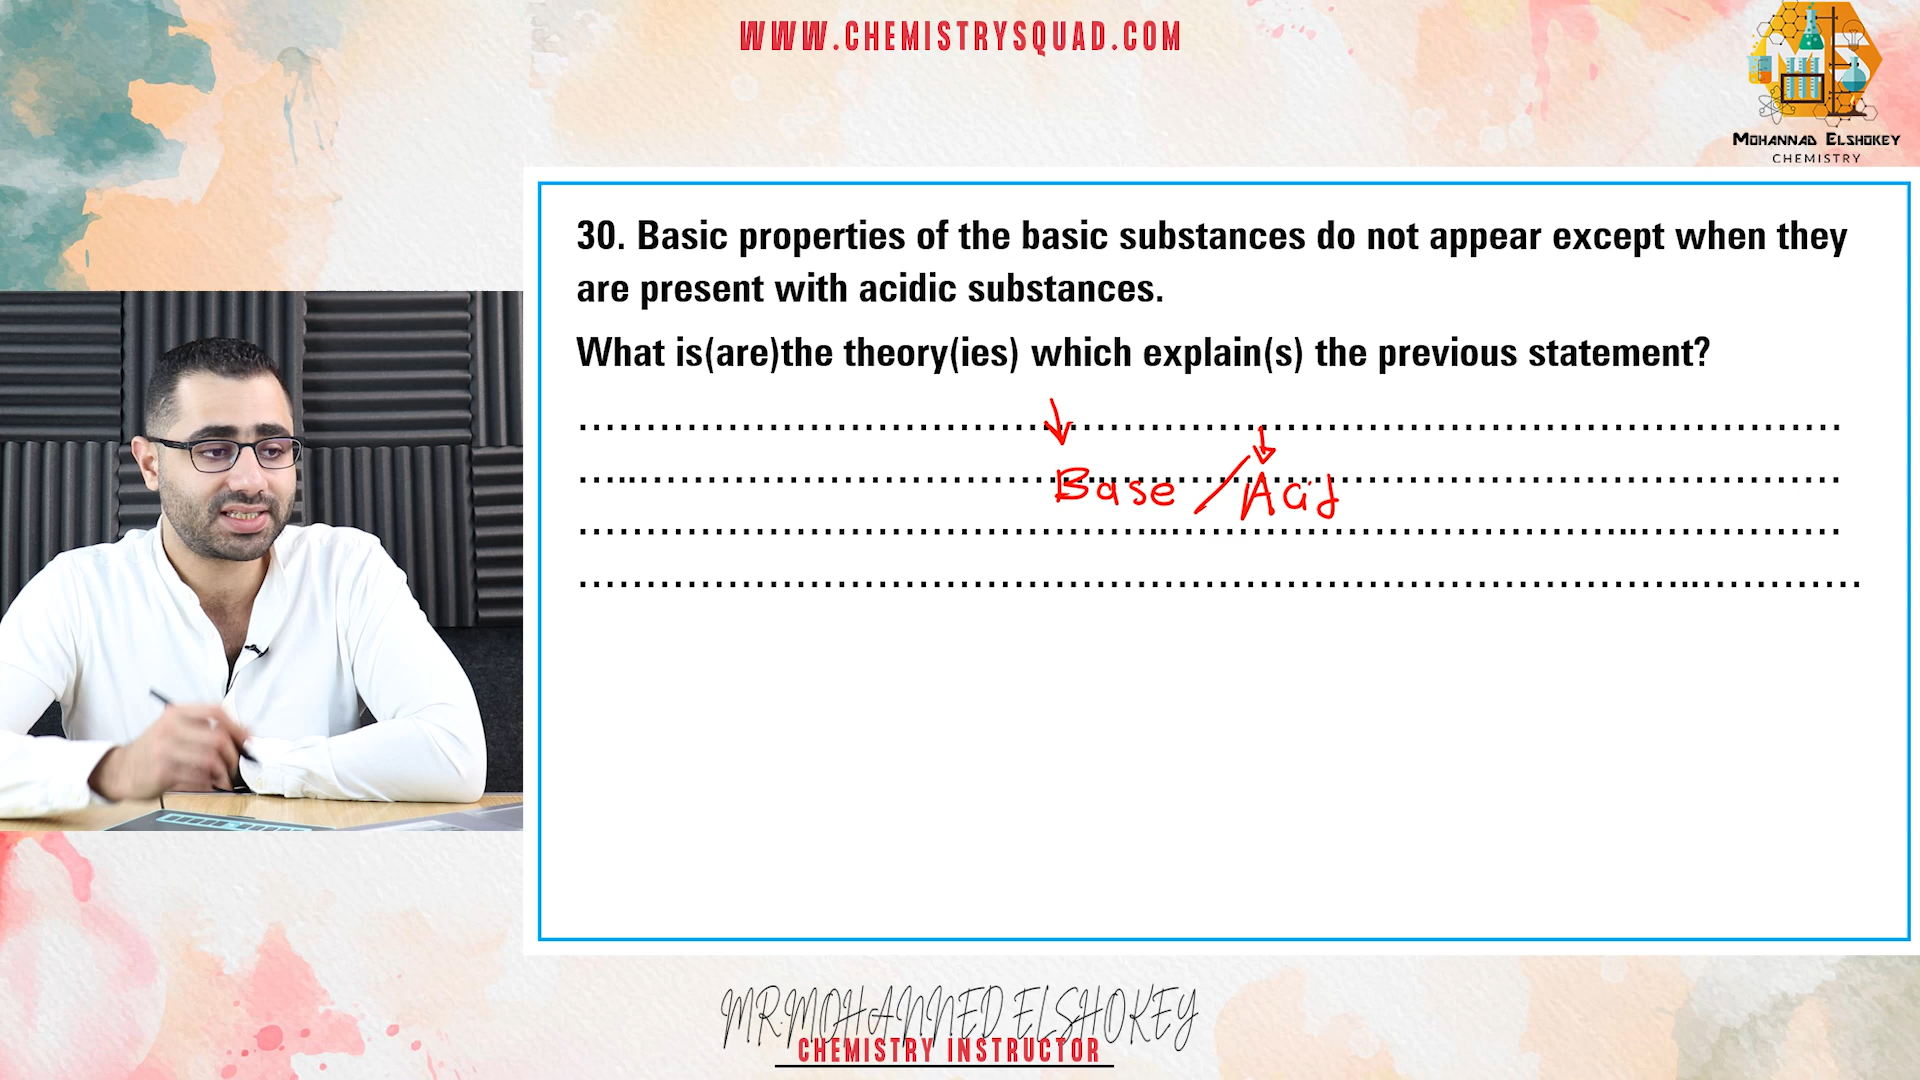 WWW.CHEMISTRYSQUAD.COM
MS
MOHANNAD ELSHOKEY
CHEMISTRY
30. Basic properties of the basic substances do not appear except when they
are present with acidic substances.
What is(are)the theory(ies) which explain(s) the previous statement?
Base / Acid
MR.MOHANNED ELSHOKEY
CHEMISTRY INSTRUCTOR